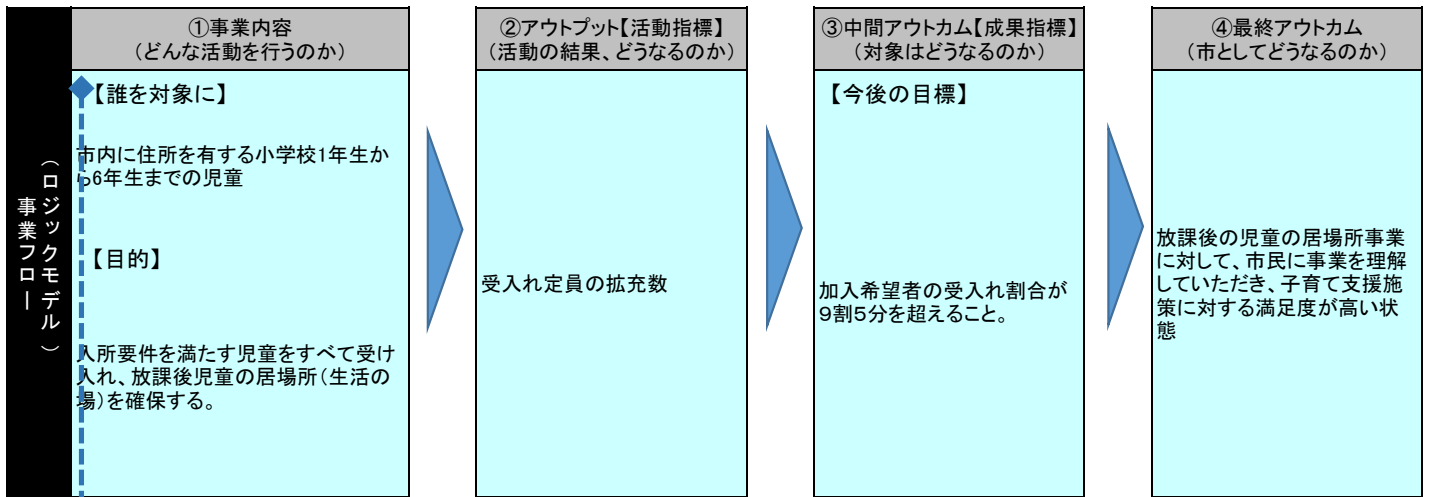 事業フロー
(ロジックモデル)
①事業内容
(どんな活動を行うのか)
【誰を対象に】
市内に住所を有する小学校1年生か
ら6年生までの児童
【目的】
入所要件を満たす児童をすべて受け
入れ、放課後児童の居場所(生活の
場)を確保する。
②アウトプット【活動指標】
(活動の結果、どうなるのか)
受入れ定員の拡充数
③中間アウトカム【成果指標】
(対象はどうなるのか)
【今後の目標】
加入希望者の受入れ割合が
9割5分を超えること。
④最終アウトカム
(市としてどうなるのか)
放課後の児童の居場所事業
に対して、市民に事業を理解
していただき、子育て支援施
策に対する満足度が高い状
態